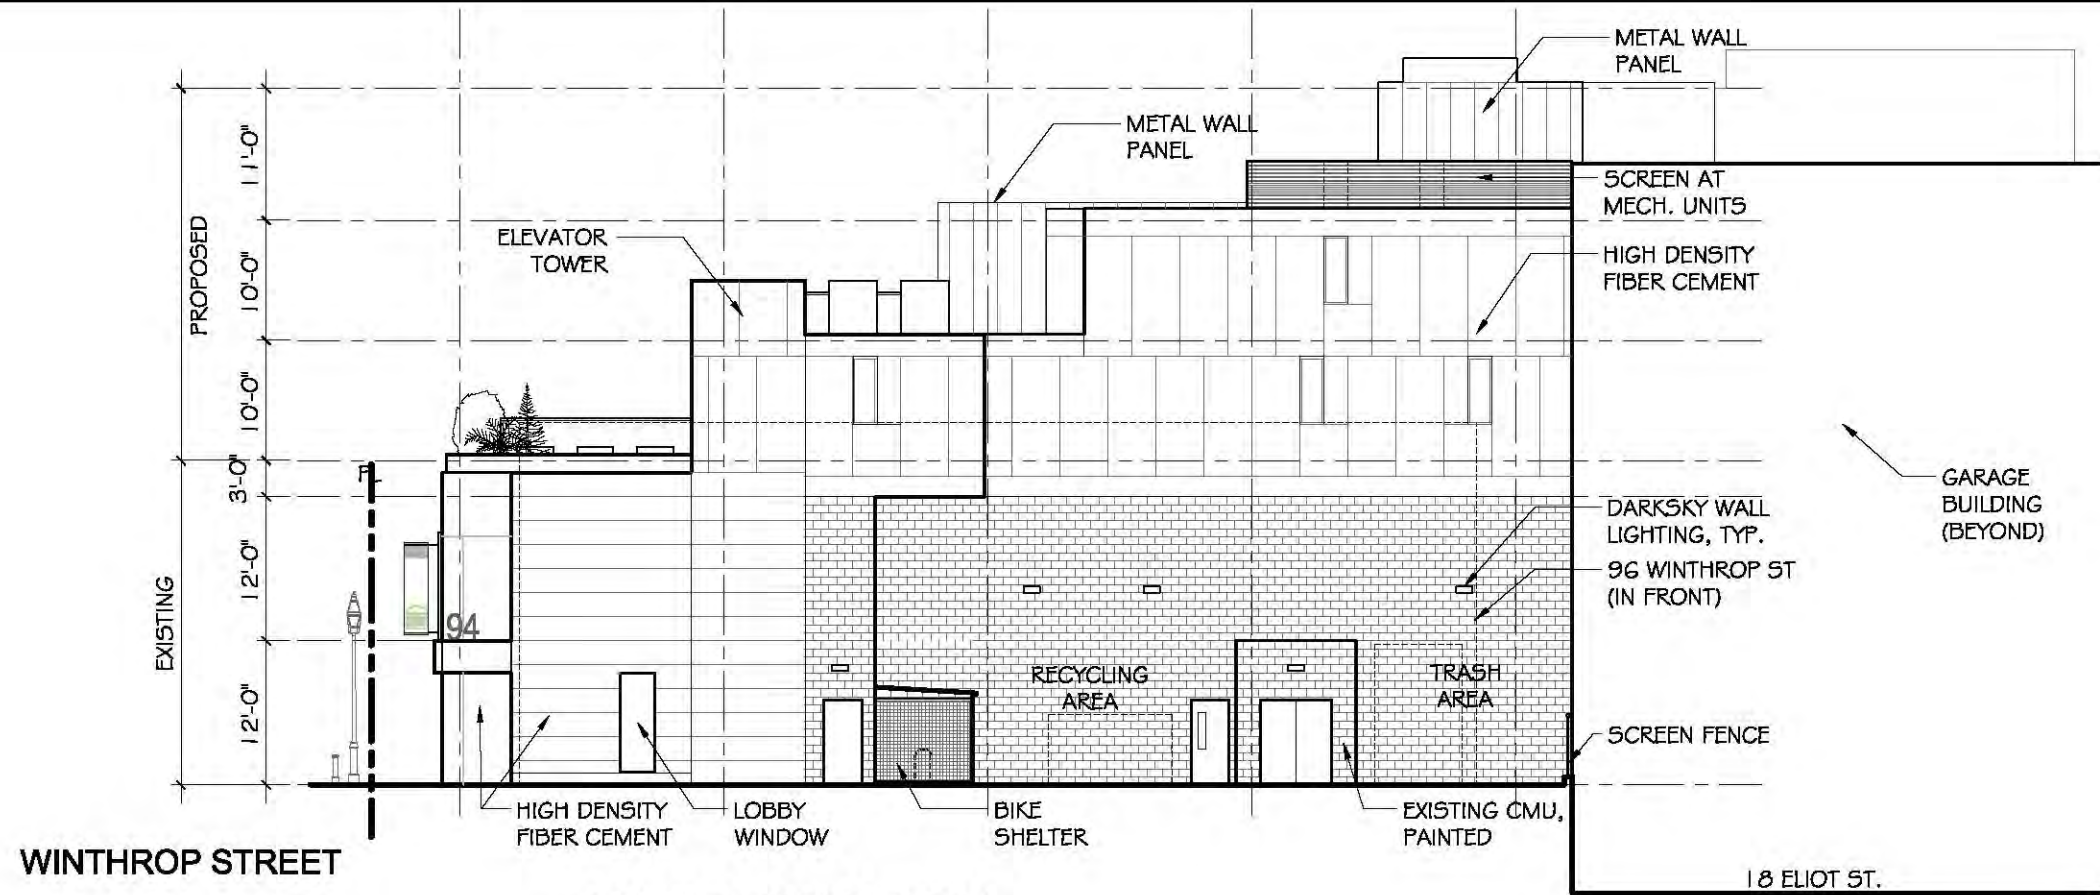 METAL WALL
PANEL
METAL WALL
PANEL
SCREEN AT
MECH. UNITS
ELEVATOR
TOWER
HIGH DENSITY
FIBER CEMENT
PROPOSED
11'-0"
10'-0"
10'-0"
3'-0"
EXISTING
12'-0"
12'-0"
PL
94
GARAGE
BUILDING
(BEYOND)
DARKSKY WALL
LIGHTING, TYP.
96 WINTHROP ST
(IN FRONT)
RECYCLING
AREA
TRASH
AREA
SCREEN FENCE
HIGH DENSITY
FIBER CEMENT
LOBBY
WINDOW
BIKE
SHELTER
EXISTING CMU,
PAINTED
WINTHROP STREET
18 ELIOT ST.